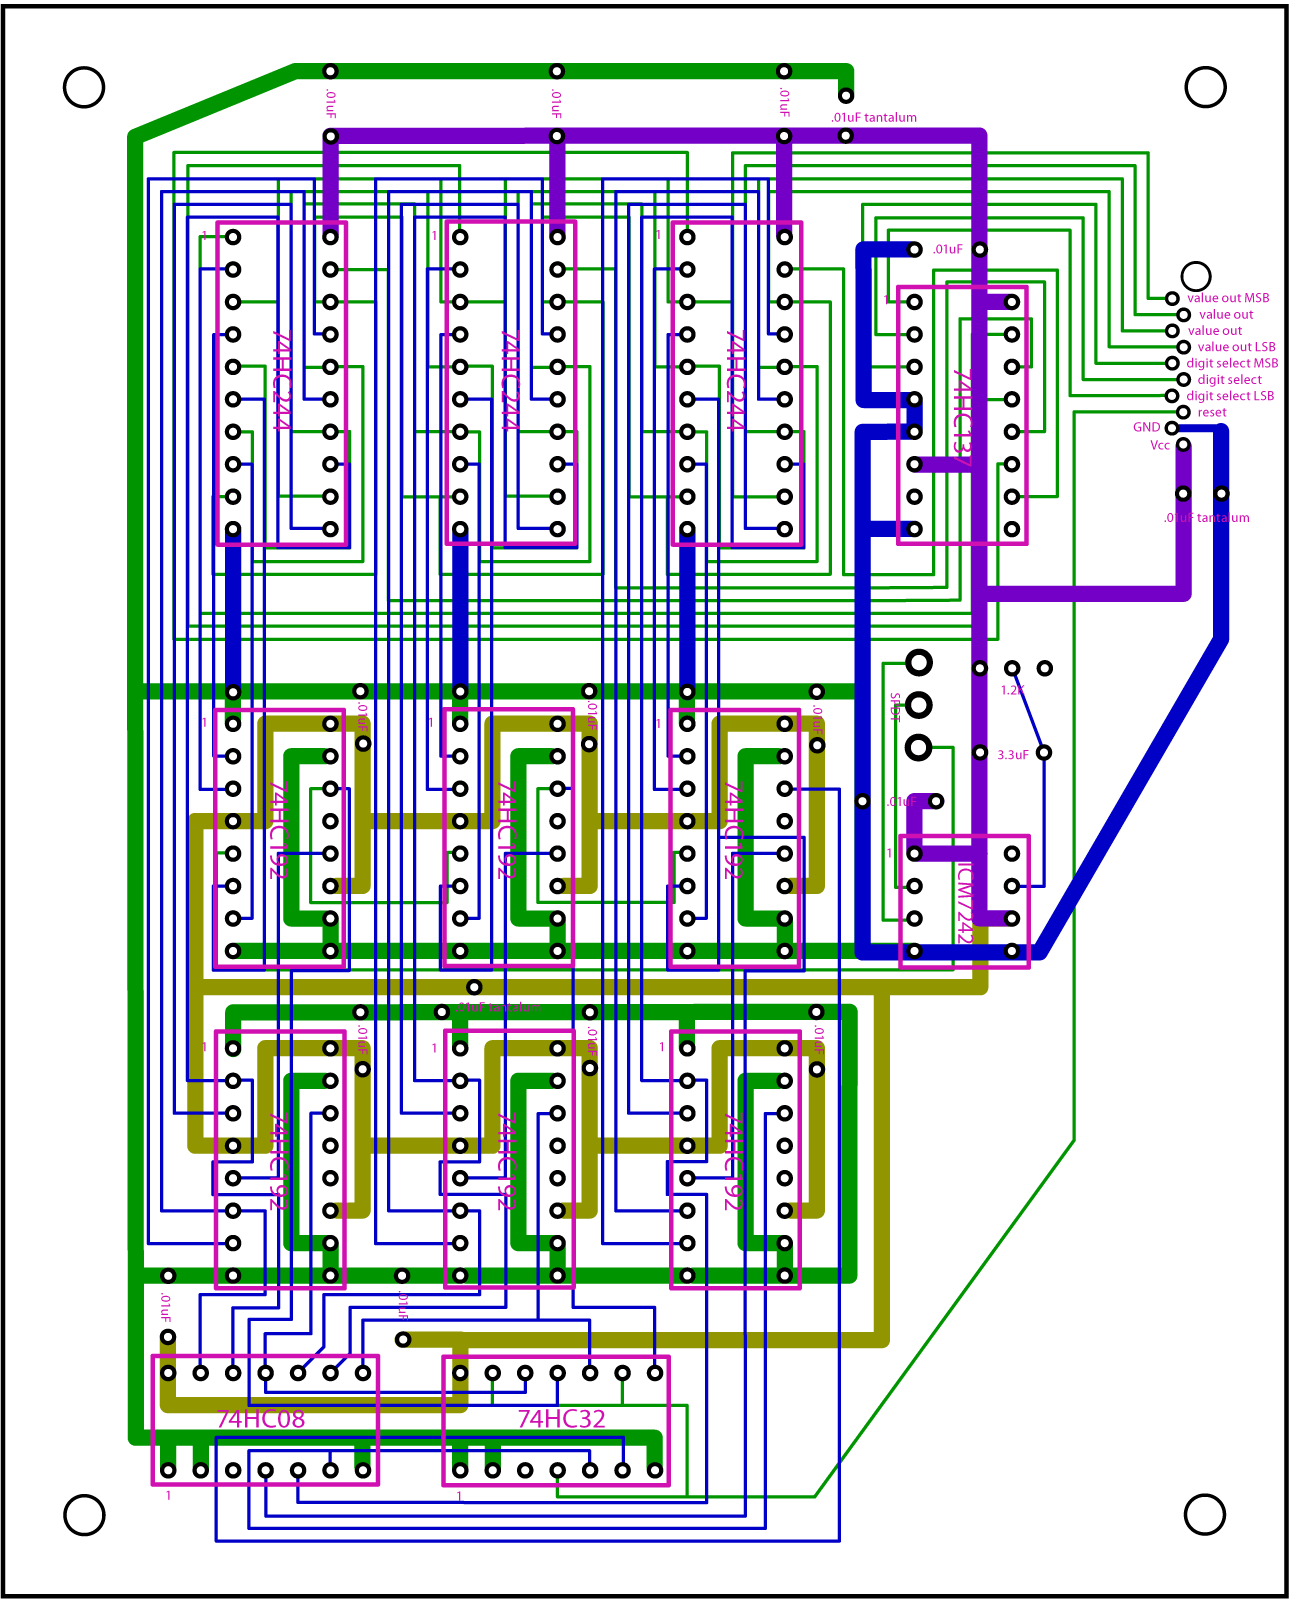 .01uF
.01uF
.01uF
.01uF tantalum
1
1
1
.01uF
1
74HC244
74HC244
74HC244
74HC137
value out MSB
value out
value out
value out LSB
digit select MSB
digit select
digit select LSB
reset
GND
Vcc
.01uF tantalum
1.2K
SPDT
3.3uF
.01uF
.01uF
.01uF
.01uF
1
1
1
74HC192
74HC192
74HC192
1
ICM7242
.01uF tantalum
.01uF
.01uF
.01uF
1
1
1
74HC192
74HC192
74HC192
.01uF
.01uF
74HC08
74HC32
1
1